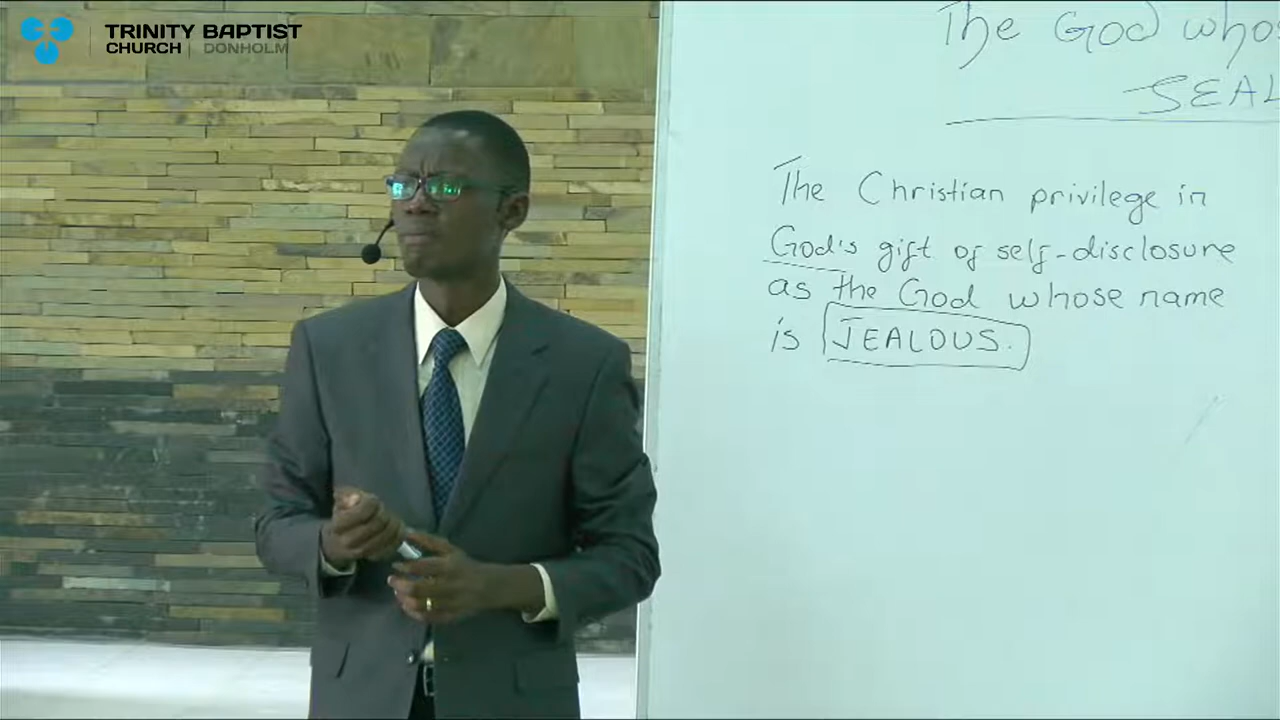 TRINITY BAPTIST
CHURCH | DONHOLM
The God whos
JEAL
The Christian privilege in
God's gift of self-disclosure
as the God whose name
is JEALOUS.